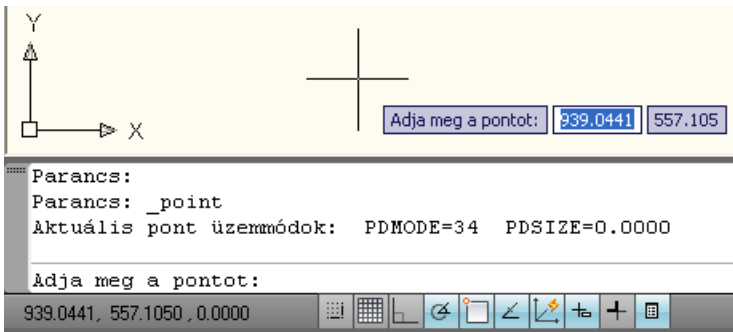 Y
X
Adja meg a pontot: 939.0441 557.105
Parancs:
Parancs: _point
Aktuális pont üzemmódok: PDMODE=34 PDSIZE=0.0000
Adja meg a pontot:
939.0441, 557.1050 , 0.0000